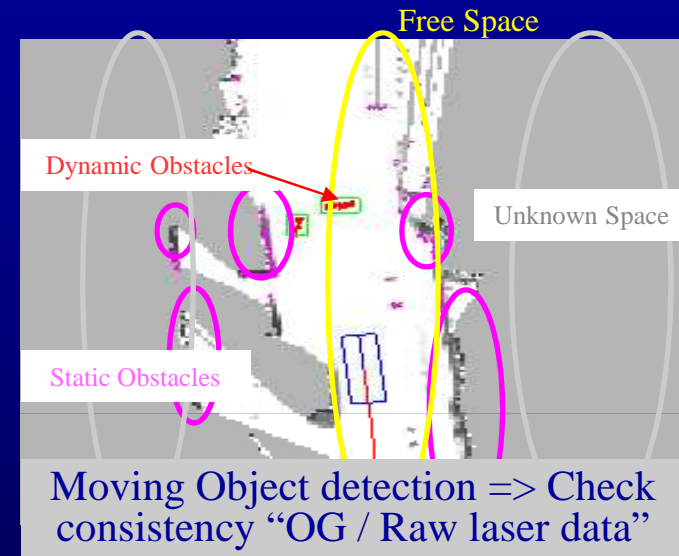 Free Space
Dynamic Obstacles
Unknown Space
Static Obstacles
Moving Object detection => Check
consistency “OG / Raw laser data”